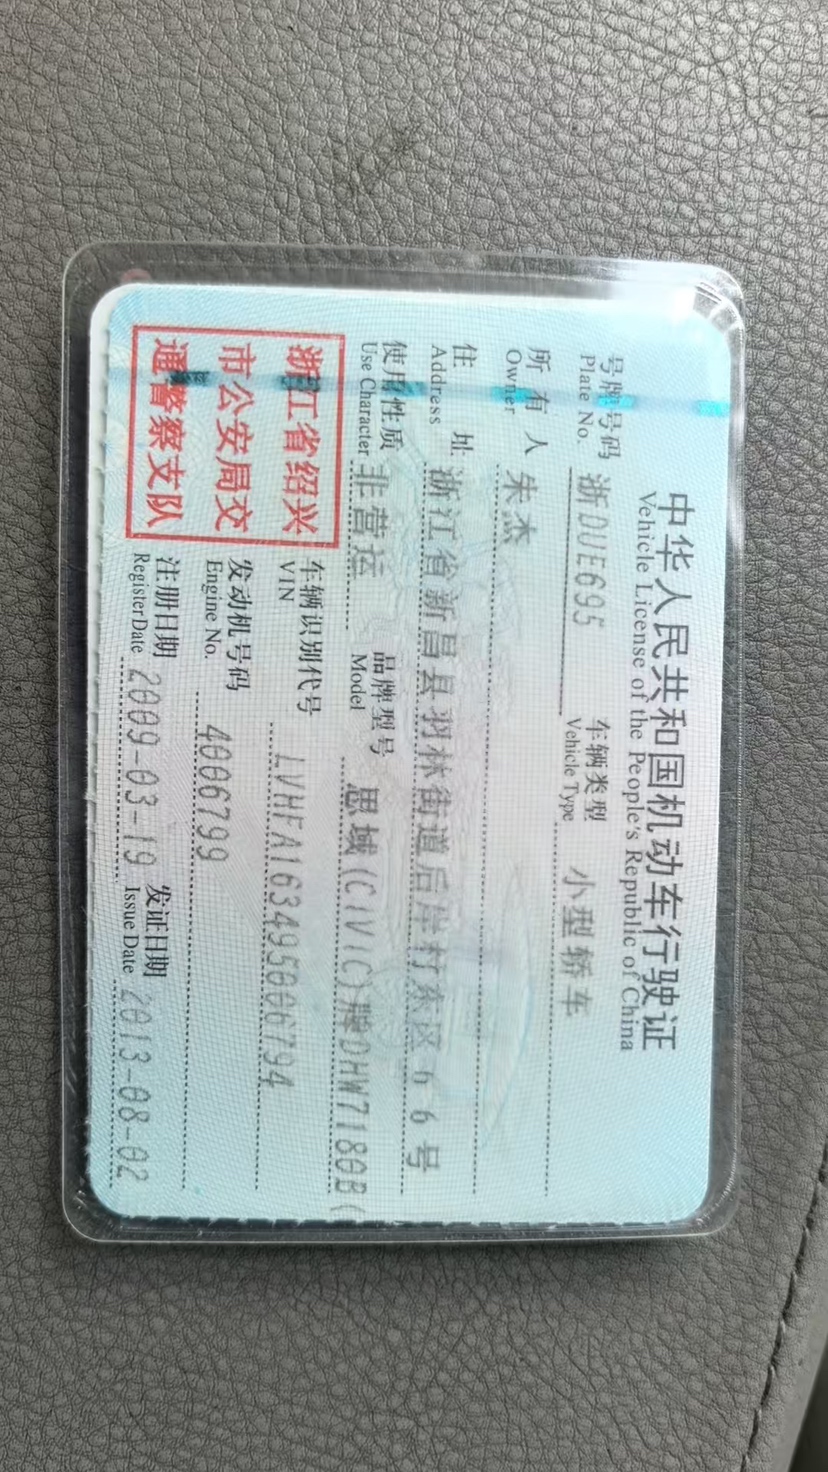 中华人民共和国机动车行驶证
Vehicle License of the People's Republic of China
号牌号码 浙DUE695 车辆类型 小型轿车
Plate No. Vehicle Type
所有人 朱杰
Owner
住址 浙江省新昌县羽林街道后岸村东区66号
Address
使用性质 非营运 品牌型号 思域(CIVIC)牌DHW7180B(
Use Character Model
浙江省绍兴
市公安局交
通警察支队
车辆识别代号 LVHFA163495006794
VIN
发动机号码 4006799
Engine No.
注册日期 2009-03-19 发证日期 2013-08-02
Register Date Issue Date